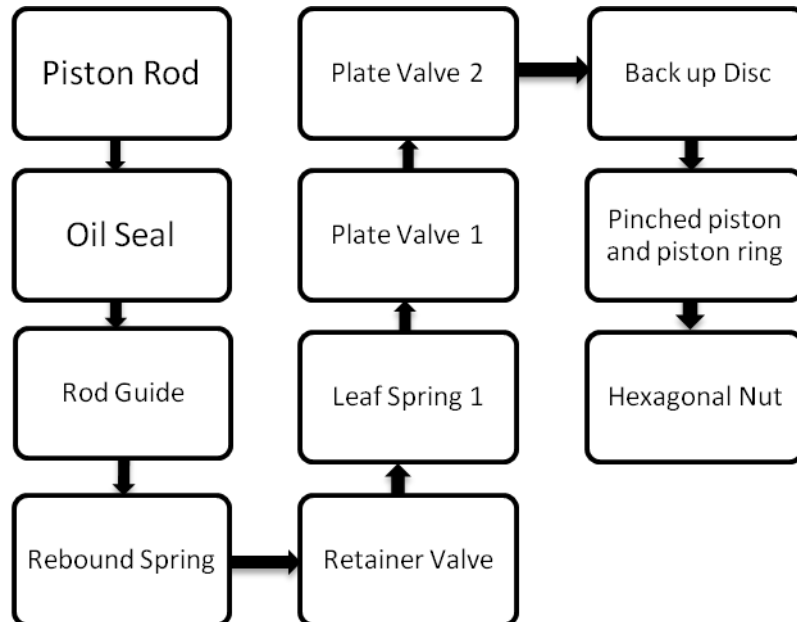 Piston Rod
Oil Seal
Rod Guide
Rebound Spring
Retainer Valve
Leaf Spring 1
Plate Valve 1
Plate Valve 2
Back up Disc
Pinched piston
and piston ring
Hexagonal Nut